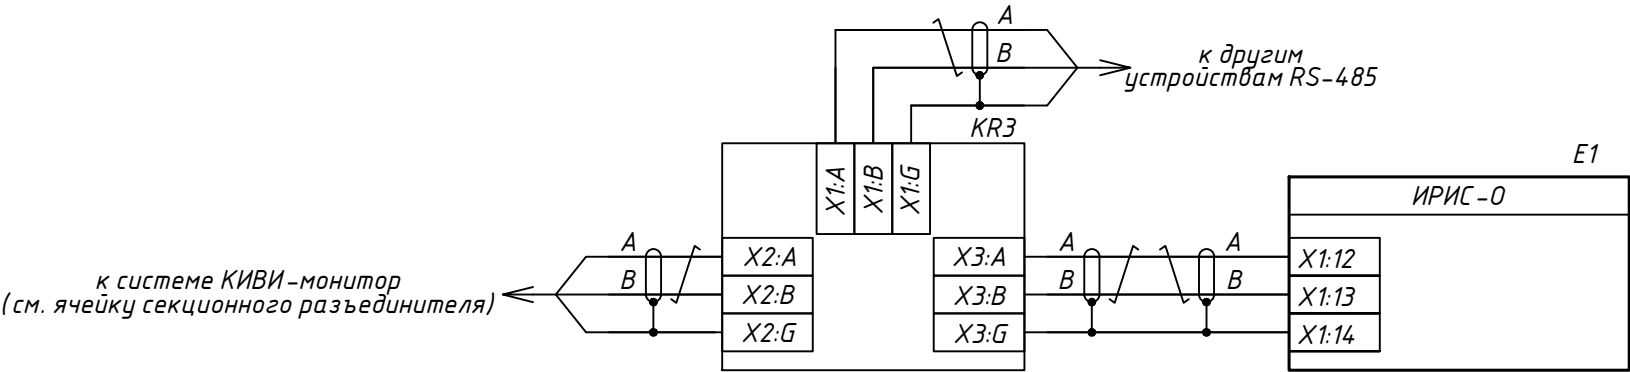 A
B
к другим
устройствам RS-485
KR3
E1
X1:A
X1:B
X1:G
ИРИС-О
A
X2:A
X3:A
A
A
X1:12
к системе КИВИ-монитор
B
X2:B
X3:B
B
B
X1:13
(см. ячейку секционного разъединителя)
X2:G
X3:G
X1:14